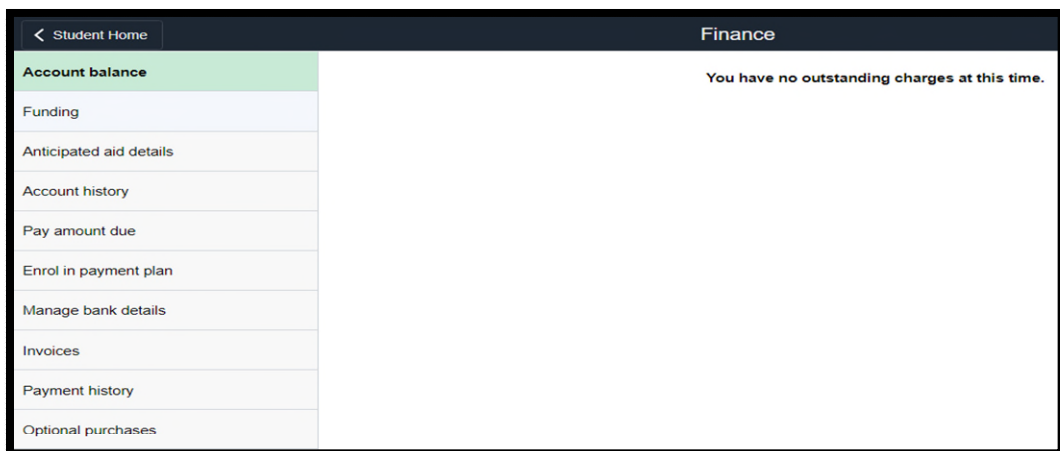 Student Home
Finance
Account balance
You have no outstanding charges at this time.
Funding
Anticipated aid details
Account history
Pay amount due
Enrol in payment plan
Manage bank details
Invoices
Payment history
Optional purchases